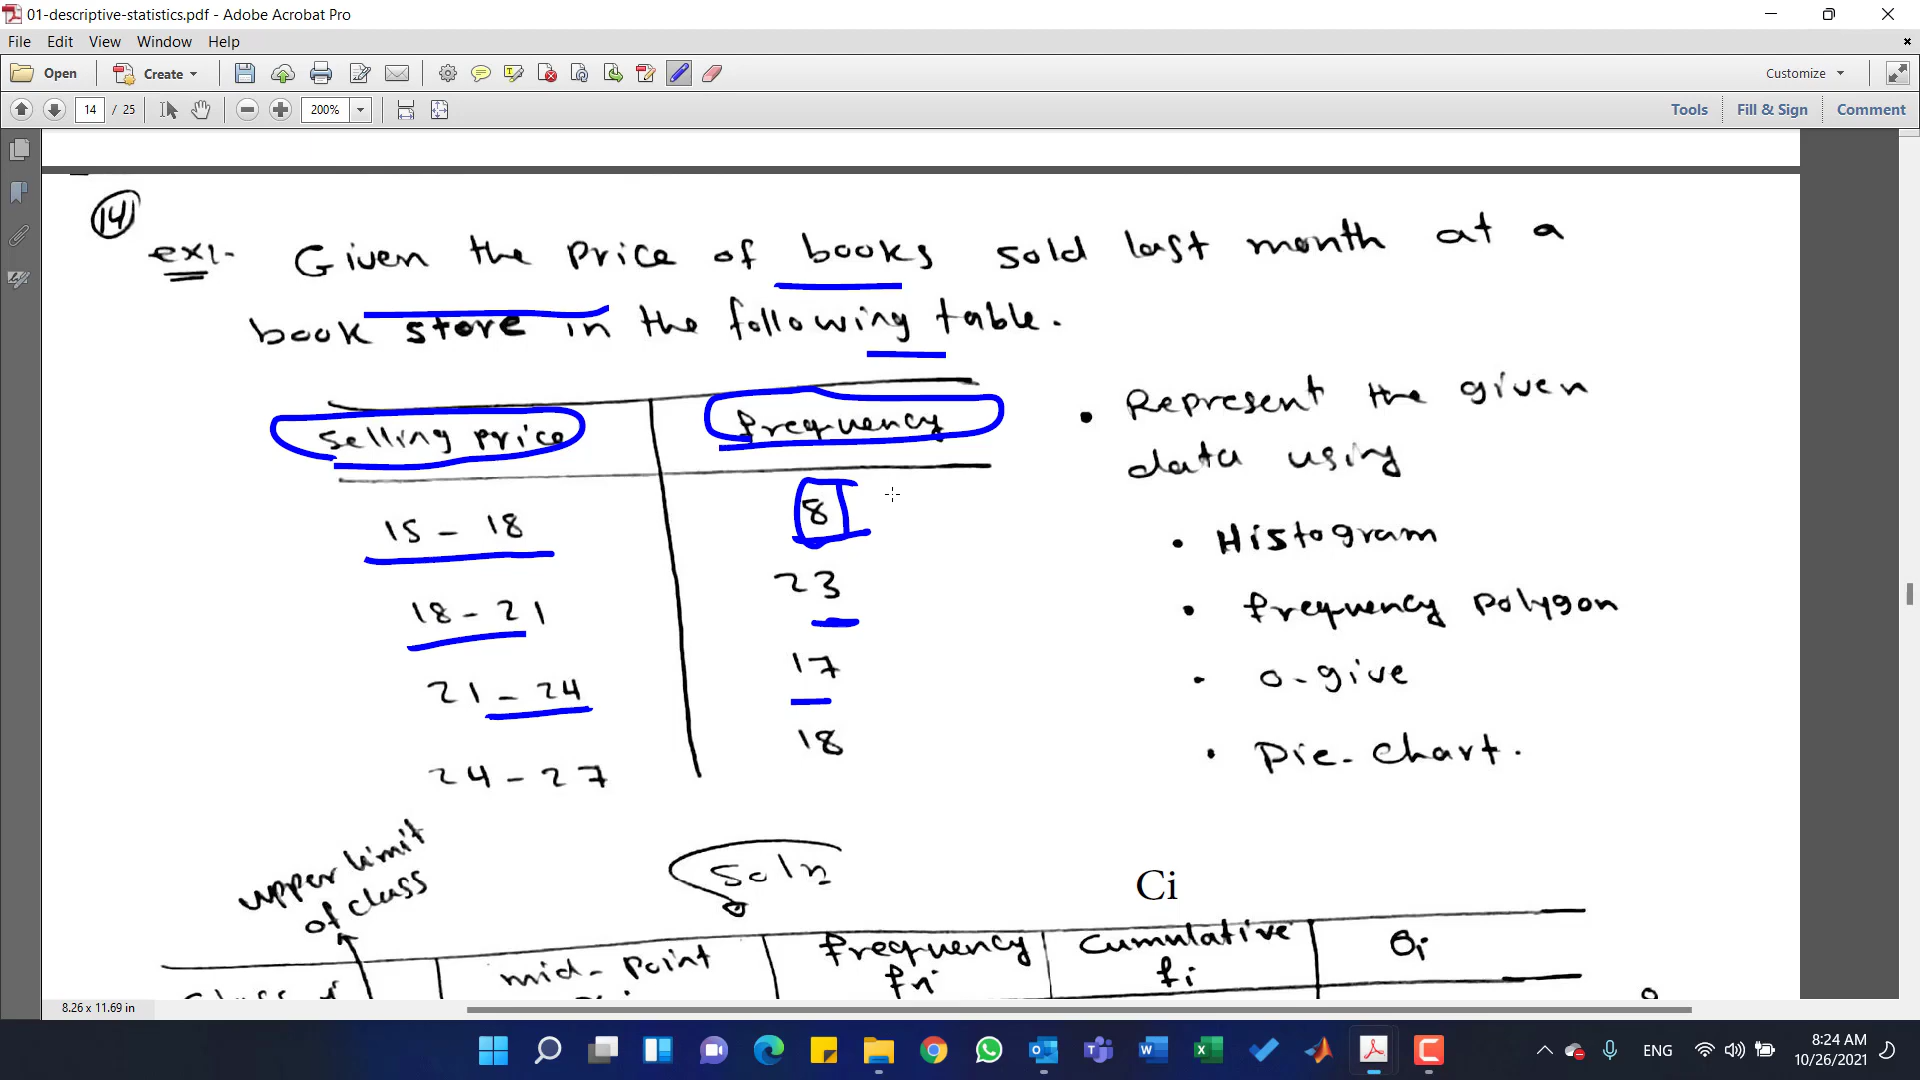 01-descriptive-statistics.pdf - Adobe Acrobat Pro
File Edit View Window Help
Open Create Customize
14 / 25 200% Tools Fill & Sign Comment
14
ex1- Given the price of books sold last month at a
book store in the following table.
Selling price frequency
15 - 18 8
18 - 21 23
21 - 24 17
24 - 27 18
• Represent the given
data using
• Histogram
• frequency polygon
• o-give
• Pie-chart.
upper limit
of class
Soln
Ci
mid-point frequency fi Cumulative fi θi
8.26 x 11.69 in
ENG
8:24 AM
10/26/2021